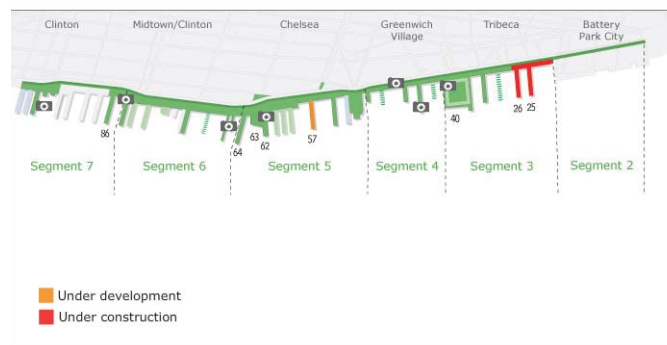 Clinton
Midtown/Clinton
Chelsea
Greenwich
Village
Tribeca
Battery
Park City
86
64
63
62
57
40
26
25
Segment 7
Segment 6
Segment 5
Segment 4
Segment 3
Segment 2
Under development
Under construction